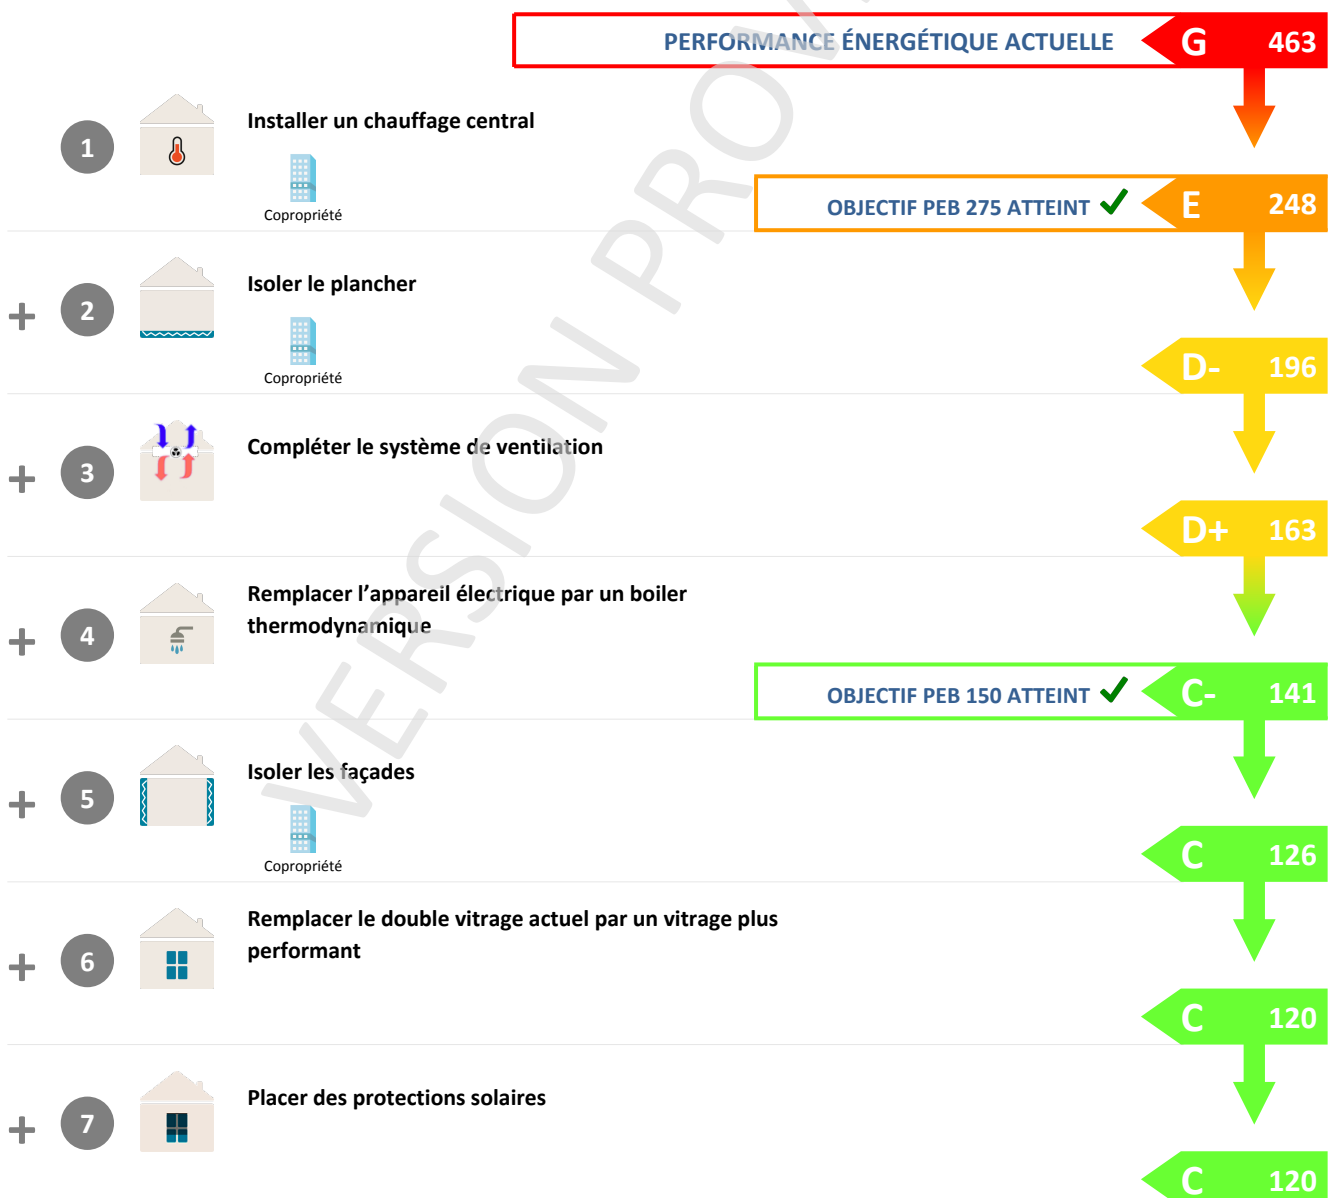 PERFORMANCE ÉNERGÉTIQUE ACTUELLE G 463
1 Installer un chauffage central
Copropriété
OBJECTIF PEB 275 ATTEINT E 248
+ 2 Isoler le plancher
Copropriété
D- 196
+ 3 Compléter le système de ventilation
D+ 163
+ 4 Remplacer l’appareil électrique par un boiler
thermodynamique
OBJECTIF PEB 150 ATTEINT C- 141
+ 5 Isoler les façades
Copropriété
C 126
+ 6 Remplacer le double vitrage actuel par un vitrage plus
performant
C 120
+ 7 Placer des protections solaires
C 120
VERSION PROV